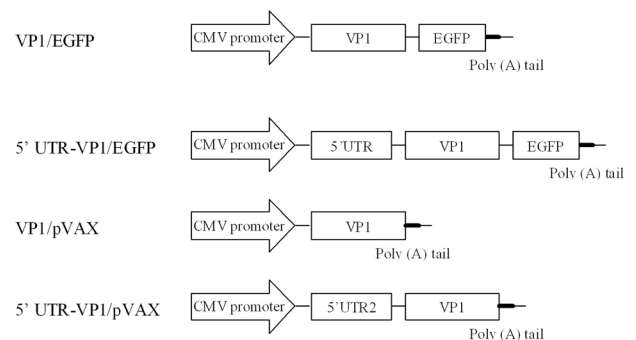 VP1/EGFP
CMV promoter VP1 EGFP
Poly (A) tail
5’ UTR-VP1/EGFP
CMV promoter 5’UTR VP1 EGFP
Poly (A) tail
VP1/pVAX
CMV promoter VP1
Poly (A) tail
5’ UTR-VP1/pVAX
CMV promoter 5’UTR2 VP1
Poly (A) tail